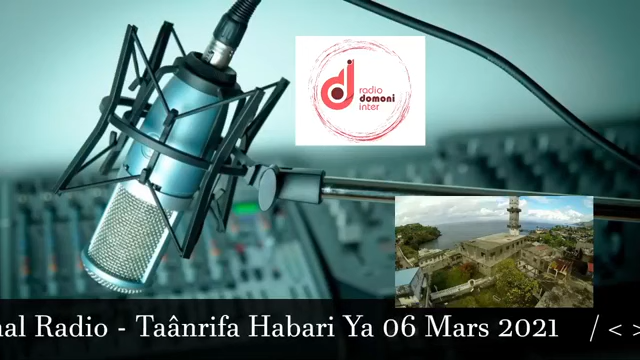 radio
domoni
inter
nal Radio - Taânrifa Habari Ya 06 Mars 2021 / < >